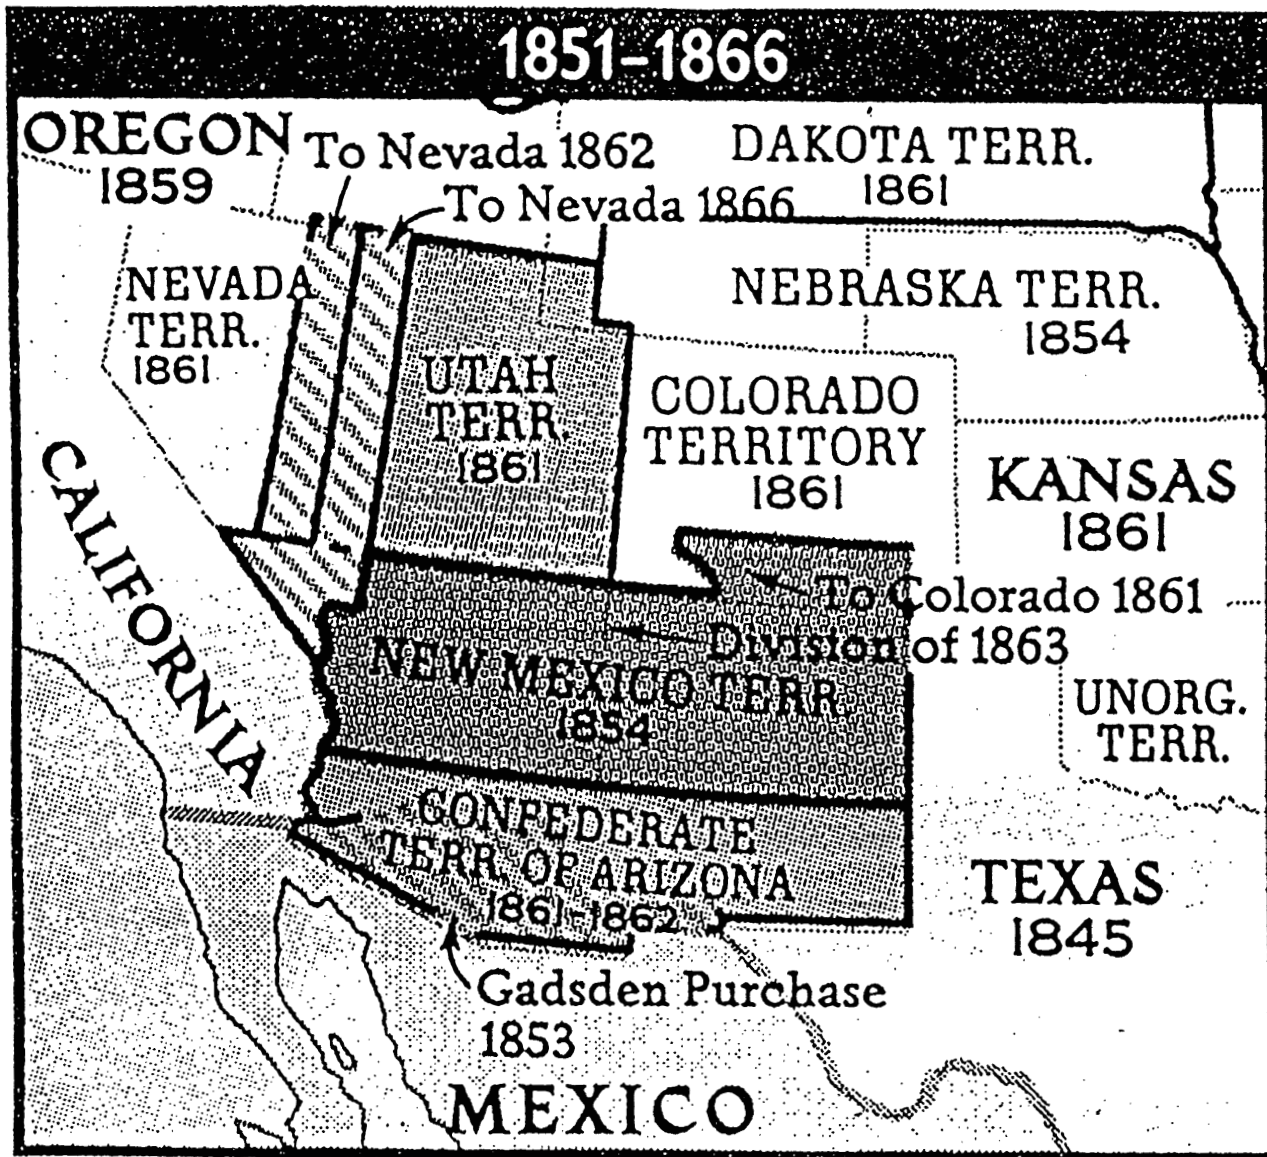 1851–1866
OREGON
1859
To Nevada 1862
To Nevada 1866
DAKOTA TERR.
1861
NEVADA
TERR.
1861
NEBRASKA TERR.
1854
UTAH
TERR.
1861
COLORADO
TERRITORY
1861
KANSAS
1861
CALIFORNIA
To Colorado 1861
Division of 1863
NEW MEXICO TERR.
1854
UNORG.
TERR.
CONFEDERATE
TERR. OF ARIZONA
1861-1862
TEXAS
1845
Gadsden Purchase
1853
MEXICO